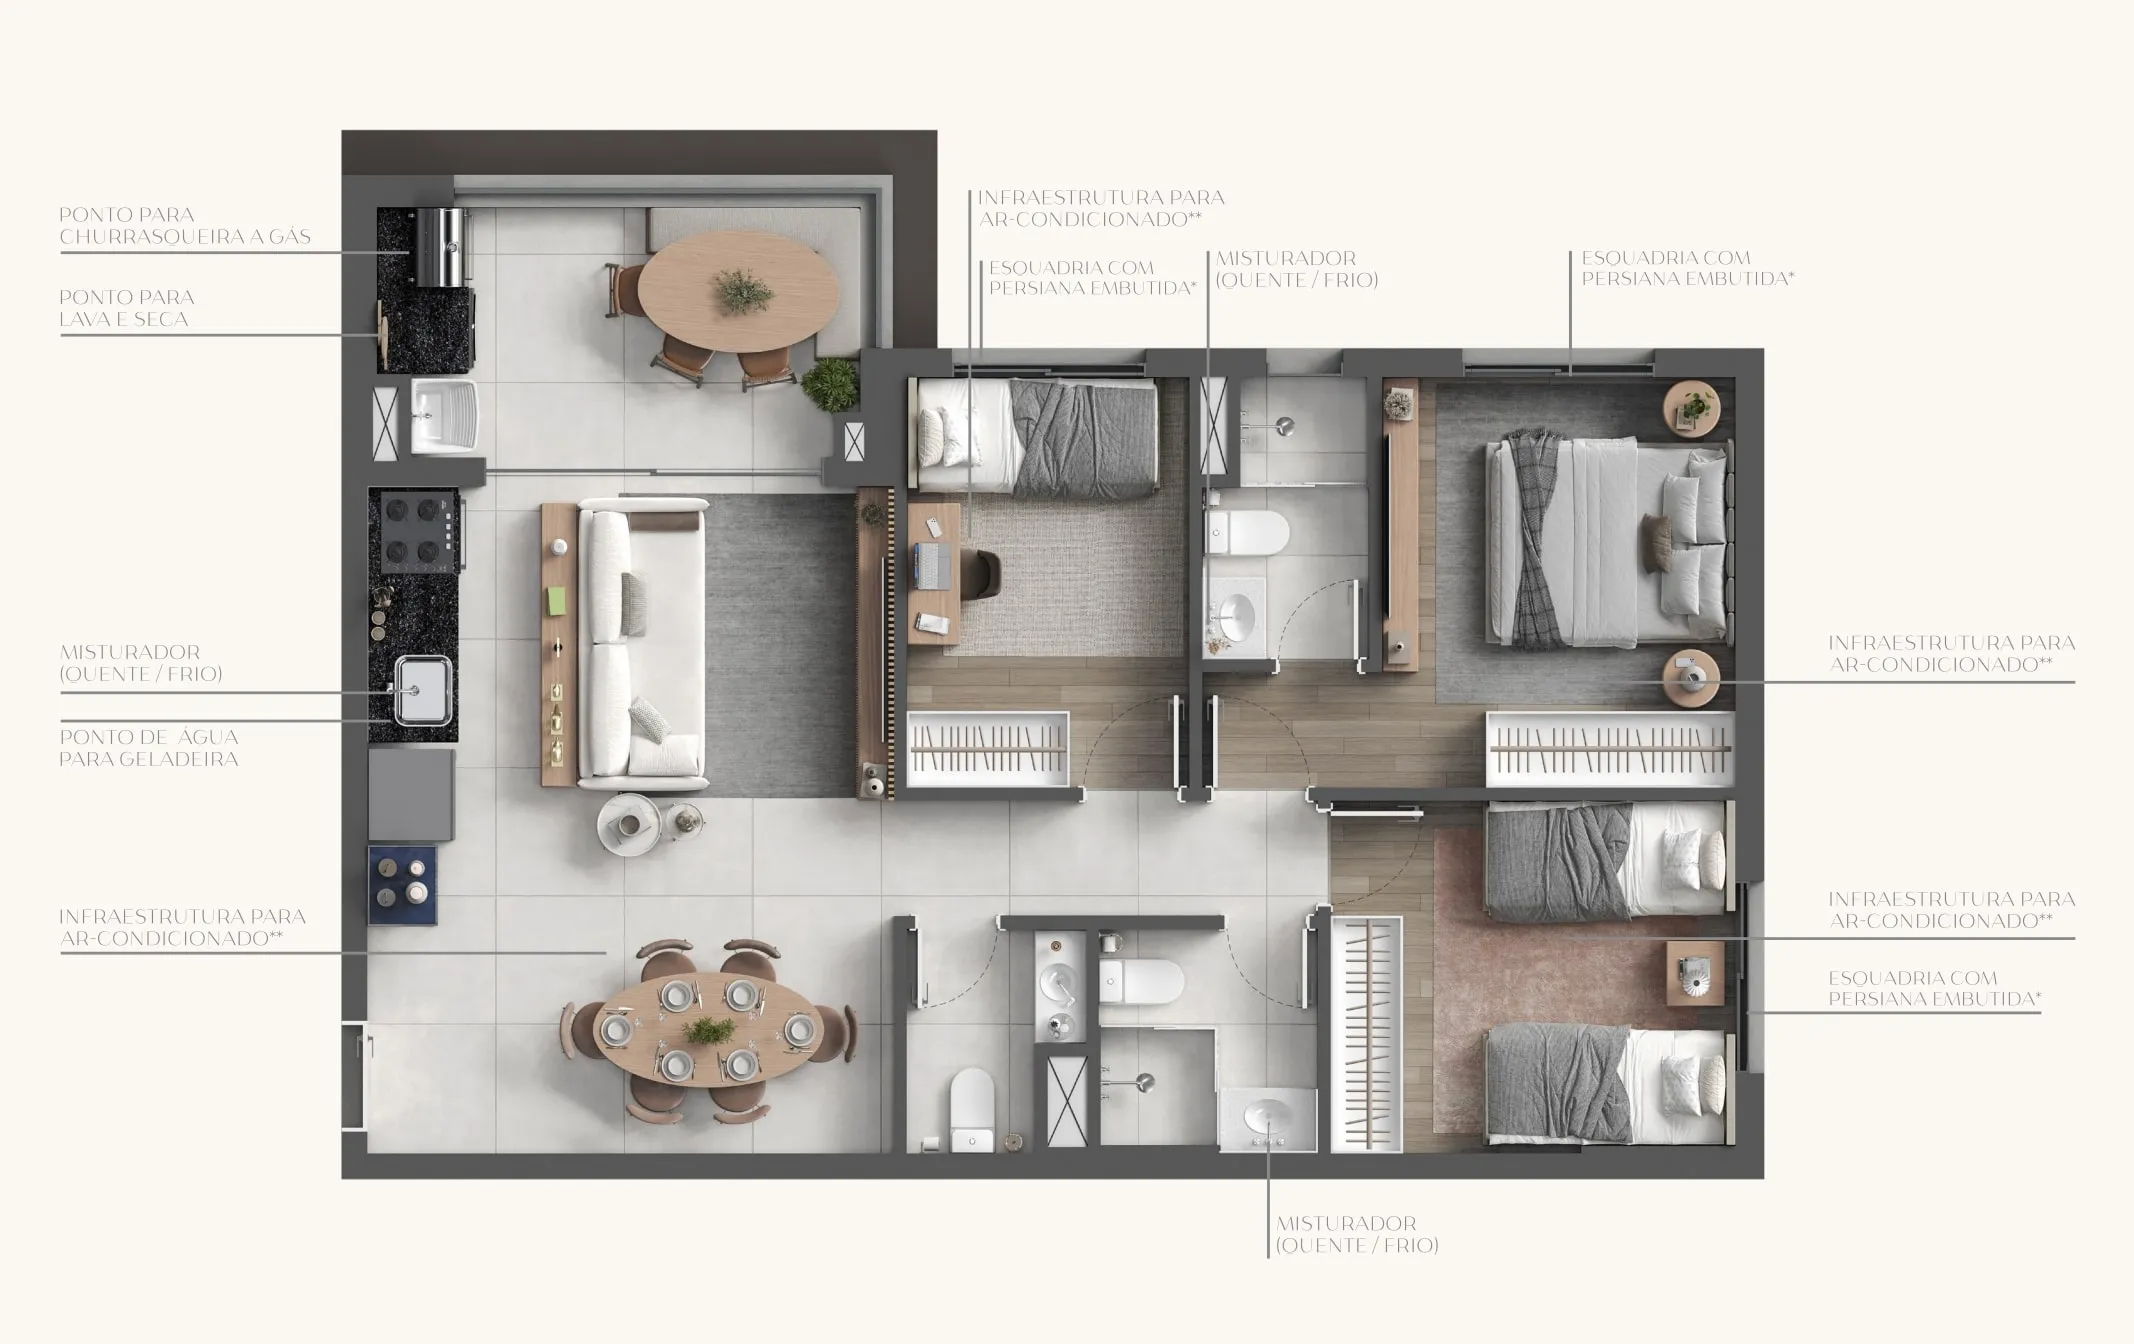 PONTO PARA
CHURRASQUEIRA A GÁS
PONTO PARA
LAVA E SECA
MISTURADOR
(QUENTE / FRIO)
PONTO DE ÁGUA
PARA GELADEIRA
INFRAESTRUTURA PARA
AR-CONDICIONADO**
INFRAESTRUTURA PARA
AR-CONDICIONADO**
ESQUADRIA COM
PERSIANA EMBUTIDA*
MISTURADOR
(QUENTE / FRIO)
ESQUADRIA COM
PERSIANA EMBUTIDA*
INFRAESTRUTURA PARA
AR-CONDICIONADO**
INFRAESTRUTURA PARA
AR-CONDICIONADO**
ESQUADRIA COM
PERSIANA EMBUTIDA*
MISTURADOR
(QUENTE / FRIO)